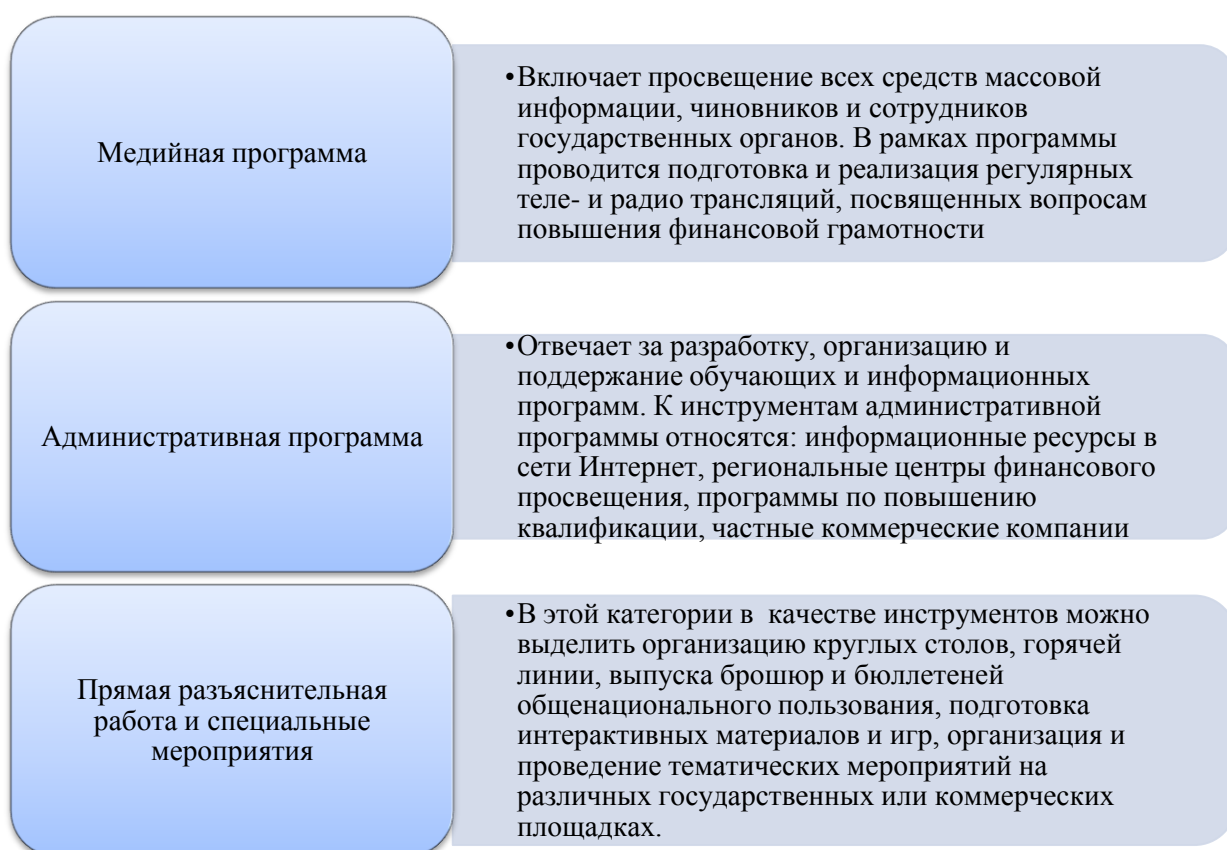 Медийная программа
•Включает просвещение всех средств массовой
информации, чиновников и сотрудников
государственных органов. В рамках программы
проводится подготовка и реализация регулярных
теле- и радио трансляций, посвященных вопросам
повышения финансовой грамотности
Административная программа
•Отвечает за разработку, организацию и
поддержание обучающих и информационных
программ. К инструментам административной
программы относятся: информационные ресурсы в
сети Интернет, региональные центры финансового
просвещения, программы по повышению
квалификации, частные коммерческие компании
Прямая разъяснительная
работа и специальные
мероприятия
•В этой категории в  качестве инструментов можно
выделить организацию круглых столов, горячей
линии, выпуска брошюр и бюллетеней
общенационального пользования, подготовка
интерактивных материалов и игр, организация и
проведение тематических мероприятий на
различных государственных или коммерческих
площадках.